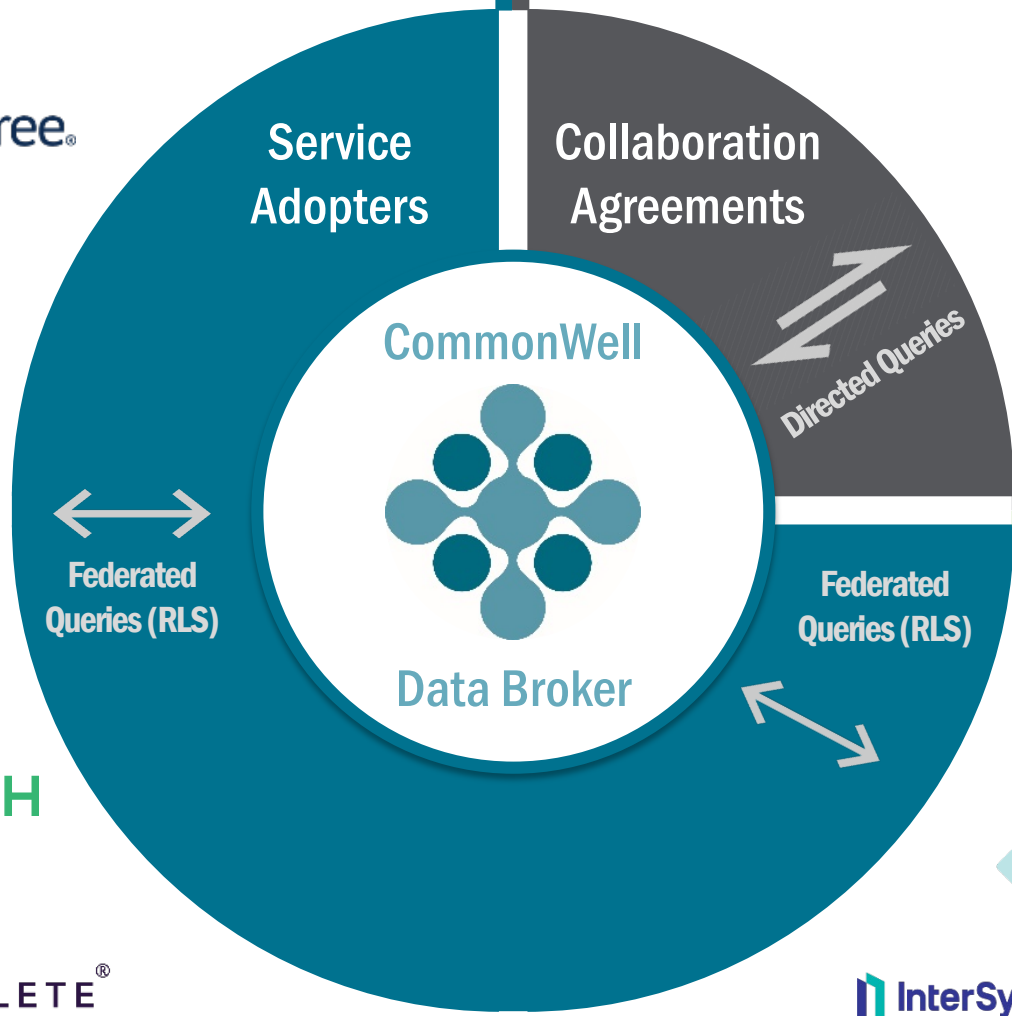 ree®
Service
Adopters
Collaboration
Agreements
Directed Queries
CommonWell
Data Broker
Federated
Queries (RLS)
Federated
Queries (RLS)
H
LETE®
InterSy